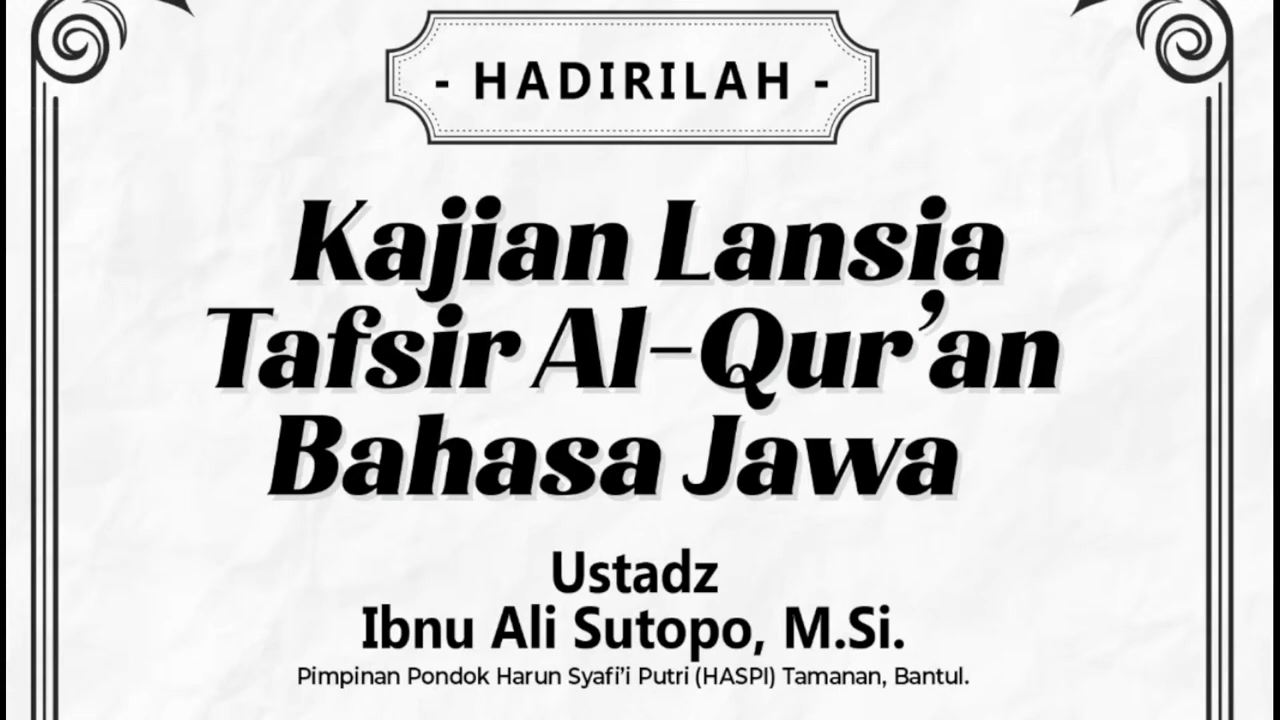 - HADIRILAH -
Kajian Lansia
Tafsir Al-Qur'an
Bahasa Jawa
Ustadz
Ibnu Ali Sutopo, M.Si.
Pimpinan Pondok Harun Syafi'i Putri (HASPI) Tamanan, Bantul.